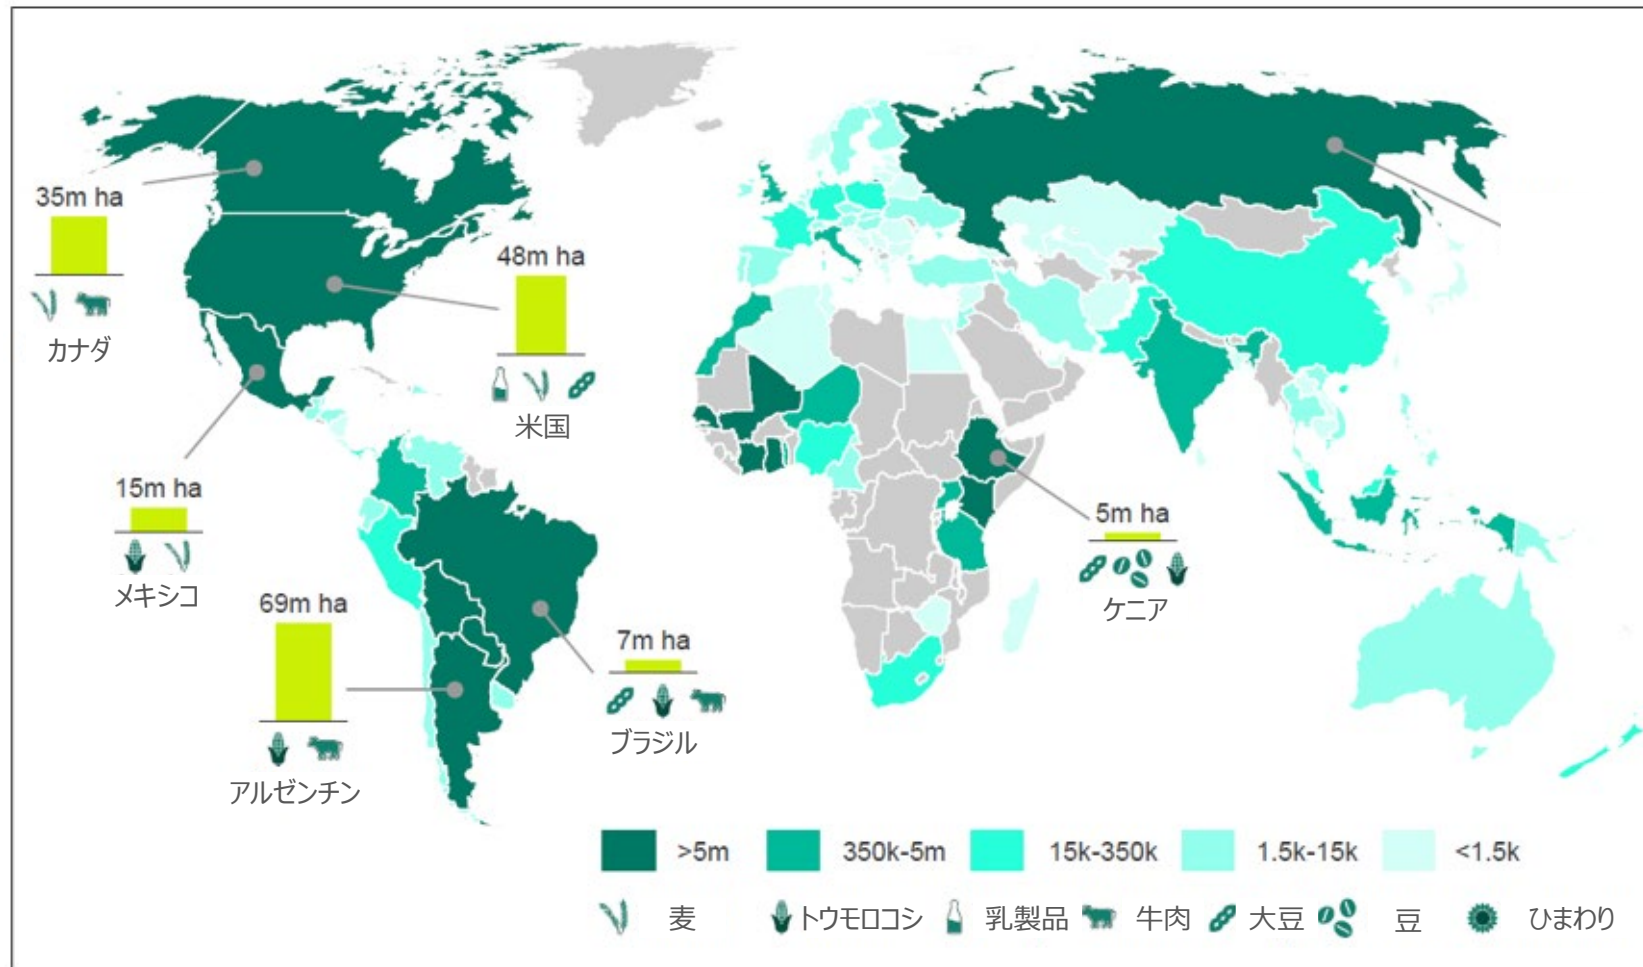 35m ha
カナダ
48m ha
米国
15m ha
メキシコ
69m ha
アルゼンチン
7m ha
ブラジル
5m ha
ケニア
>5m 350k-5m 15k-350k 1.5k-15k <1.5k
麦 トウモロコシ 乳製品 牛肉 大豆 豆 ひまわり